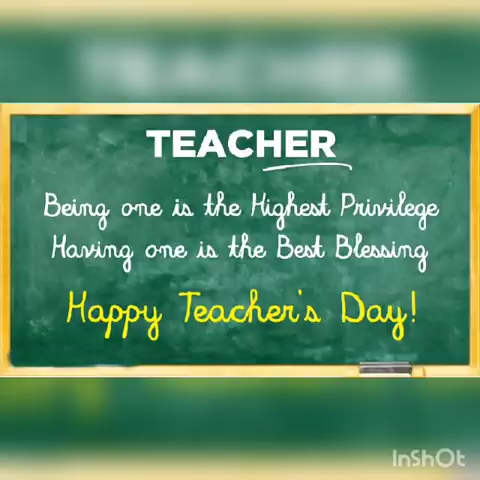 TEACHER
Being one is the Highest Privilege
Having one is the Best Blessing
Happy Teacher's Day!
InShOt